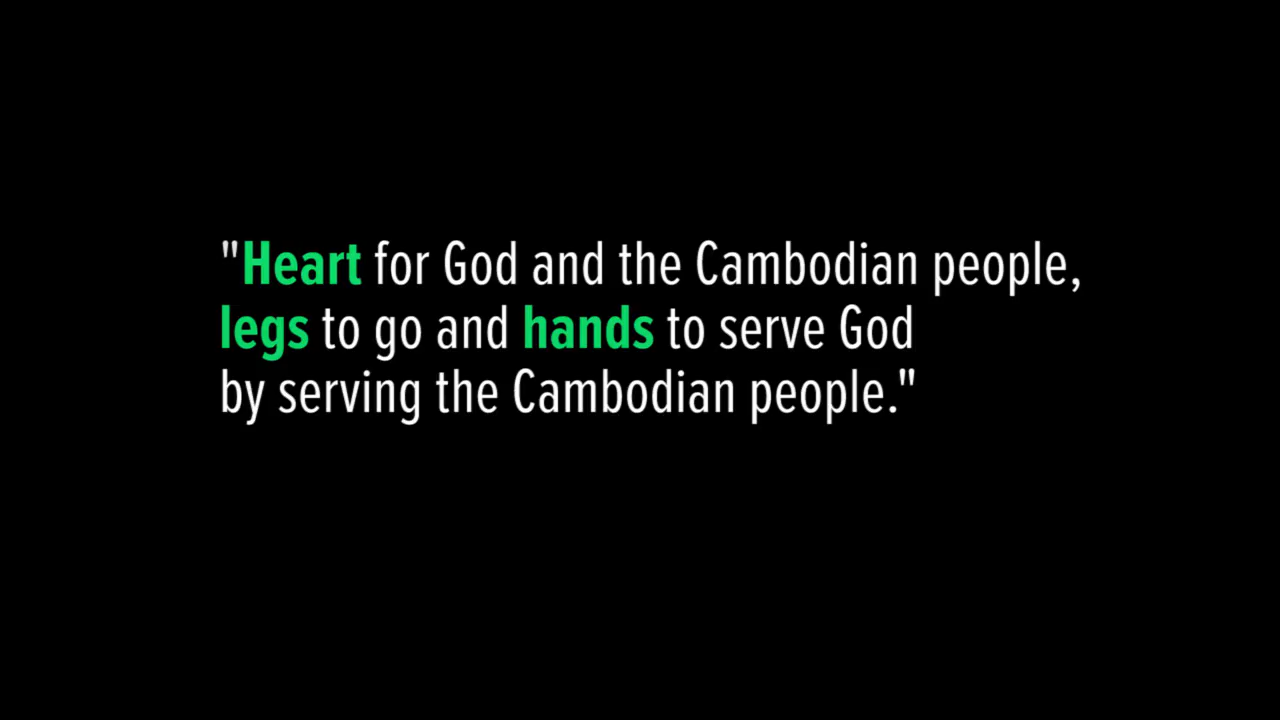 "Heart for God and the Cambodian people,
legs to go and hands to serve God
by serving the Cambodian people."